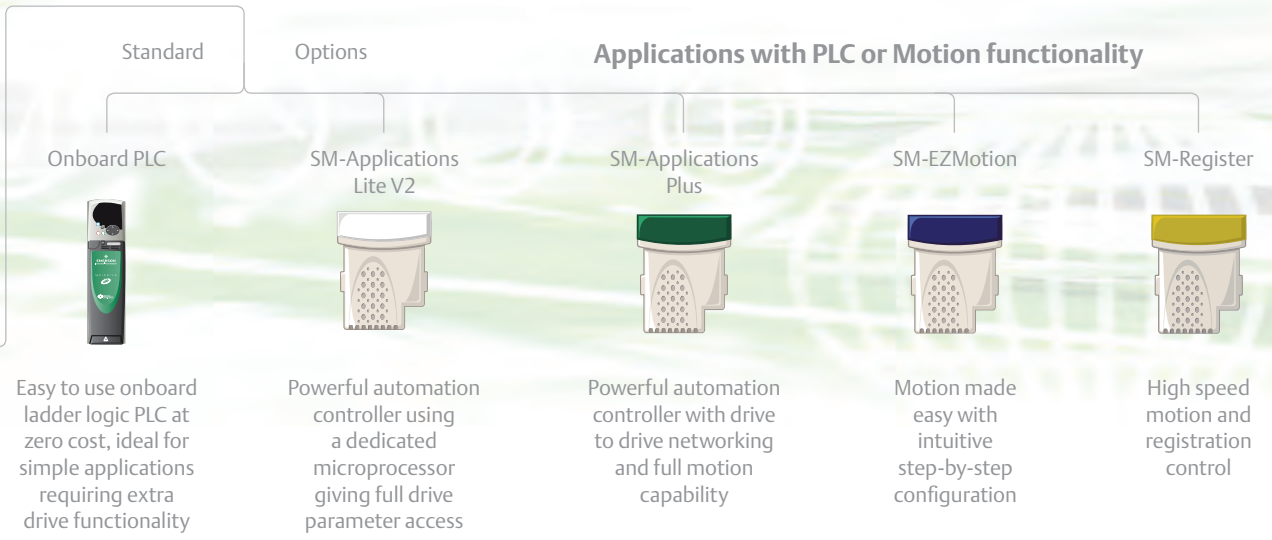 Standard
Options
Applications with PLC or Motion functionality
Onboard PLC
SM-Applications
Lite V2
SM-Applications
Plus
SM-EZMotion
SM-Register
Easy to use onboard
ladder logic PLC at
zero cost, ideal for
simple applications
requiring extra
drive functionality
Powerful automation
controller using
a dedicated
microprocessor
giving full drive
parameter access
Powerful automation
controller with drive
to drive networking
and full motion
capability
Motion made
easy with
intuitive
step-by-step
configuration
High speed
motion and
registration
control